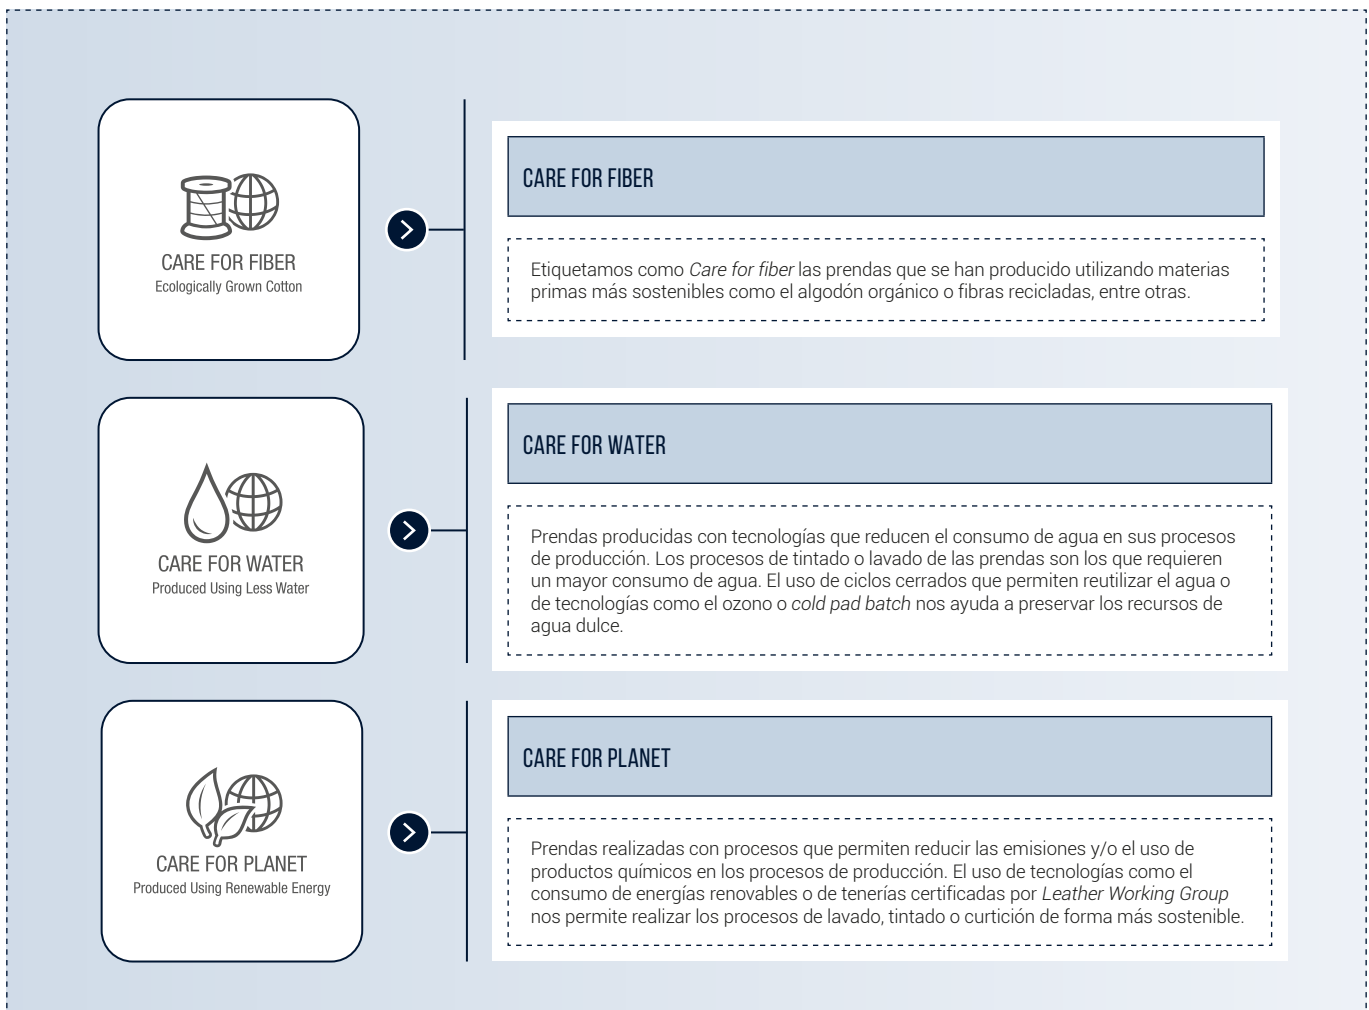 CARE FOR FIBER
Ecologically Grown Cotton
CARE FOR FIBER
Etiquetamos como Care for fiber las prendas que se han producido utilizando materias
primas más sostenibles como el algodón orgánico o fibras recicladas, entre otras.
CARE FOR WATER
Produced Using Less Water
CARE FOR WATER
Prendas producidas con tecnologías que reducen el consumo de agua en sus procesos
de producción. Los procesos de tintado o lavado de las prendas son los que requieren
un mayor consumo de agua. El uso de ciclos cerrados que permiten reutilizar el agua o
de tecnologías como el ozono o cold pad batch nos ayuda a preservar los recursos de
agua dulce.
CARE FOR PLANET
Produced Using Renewable Energy
CARE FOR PLANET
Prendas realizadas con procesos que permiten reducir las emisiones y/o el uso de
productos químicos en los procesos de producción. El uso de tecnologías como el
consumo de energías renovables o de tenerías certificadas por Leather Working Group
nos permite realizar los procesos de lavado, tintado o curtición de forma más sostenible.